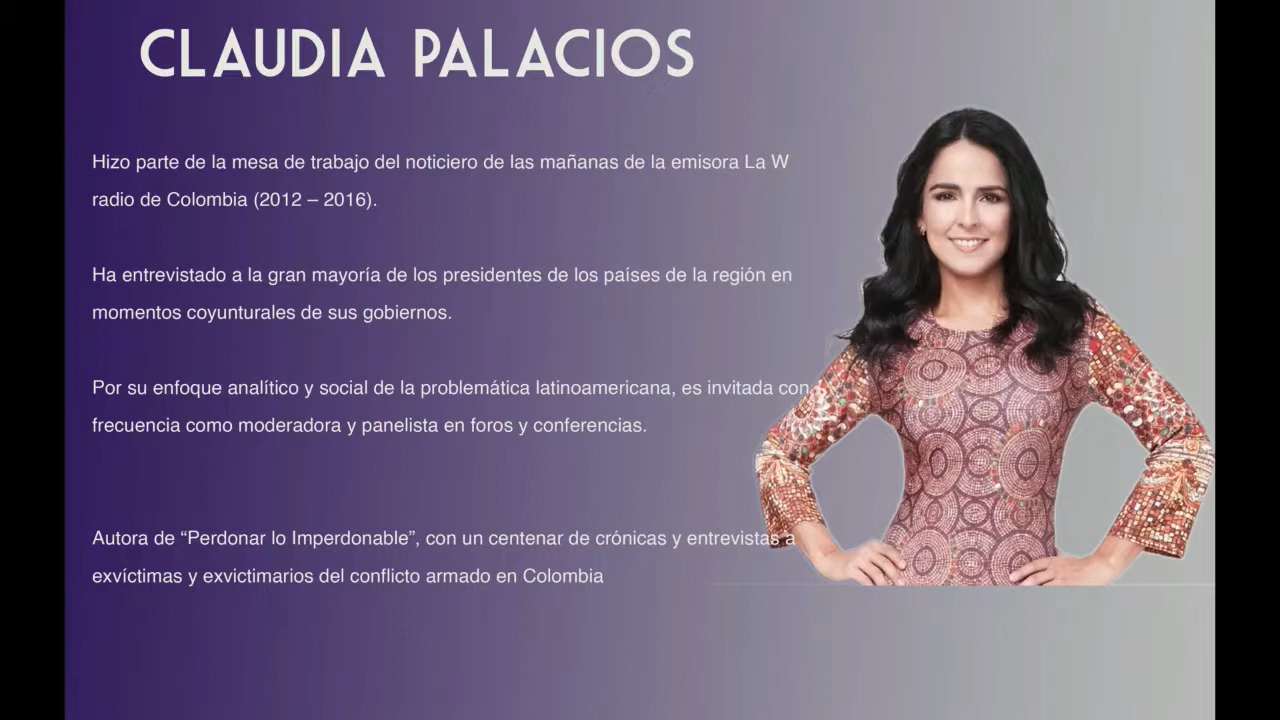 CLAUDIA PALACIOS
Hizo parte de la mesa de trabajo del noticiero de las mañanas de la emisora La W
radio de Colombia (2012 – 2016).
Ha entrevistado a la gran mayoría de los presidentes de los países de la región en
momentos coyunturales de sus gobiernos.
Por su enfoque analítico y social de la problemática latinoamericana, es invitada con
frecuencia como moderadora y panelista en foros y conferencias.
Autora de “Perdonar lo Imperdonable”, con un centenar de crónicas y entrevistas a
exvíctimas y exvictimarios del conflicto armado en Colombia